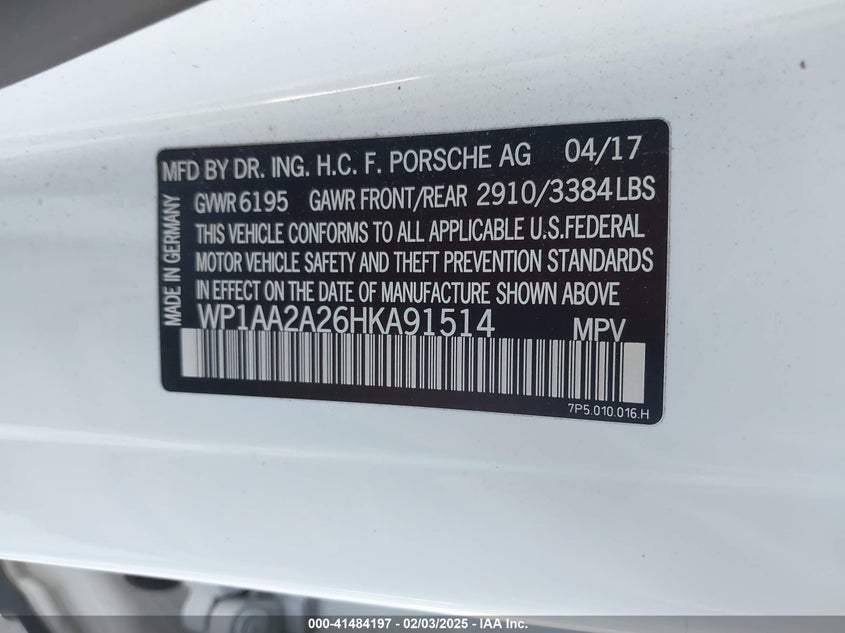 MFD BY DR. ING. H.C. F. PORSCHE AG 04/17
GVWR 6195 GAWR FRONT/REAR 2910/3384 LBS
THIS VEHICLE CONFORMS TO ALL APPLICABLE U.S. FEDERAL
MOTOR VEHICLE SAFETY AND THEFT PREVENTION STANDARDS
IN EFFECT ON THE DATE OF MANUFACTURE SHOWN ABOVE
WP1AA2A26HKA91514 MPV
7P5.010.016.H
MADE IN GERMANY
000-41484197 - 02/03/2025 - IAA Inc.